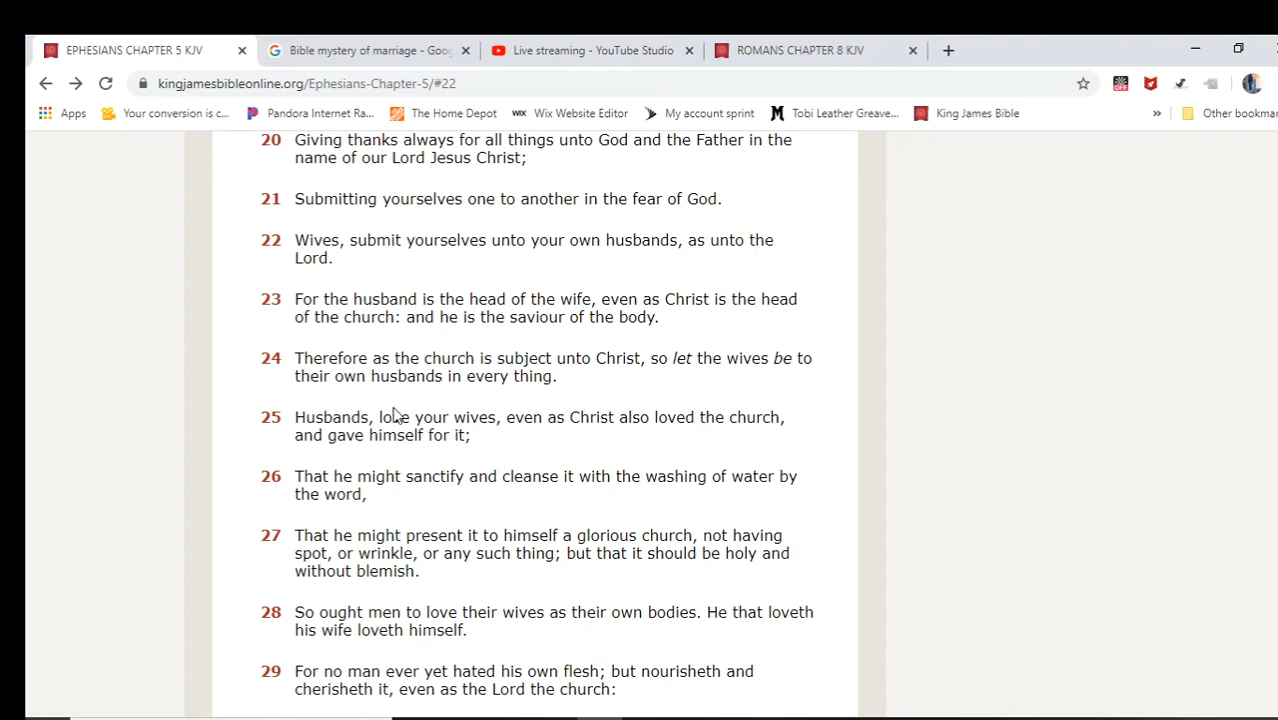 EPHESIANS CHAPTER 5 KJV
Bible mystery of marriage - Goog
Live streaming - YouTube Studio
ROMANS CHAPTER 8 KJV
kingjamesbibleonline.org/Ephesians-Chapter-5/#22
OFF
Apps
Your conversion is c...
Pandora Internet Ra...
The Home Depot
WIX Wix Website Editor
My account sprint
Tobi Leather Greave...
King James Bible
»
Other bookmar
20 Giving thanks always for all things unto God and the Father in the
name of our Lord Jesus Christ;
21 Submitting yourselves one to another in the fear of God.
22 Wives, submit yourselves unto your own husbands, as unto the
Lord.
23 For the husband is the head of the wife, even as Christ is the head
of the church: and he is the saviour of the body.
24 Therefore as the church is subject unto Christ, so let the wives be to
their own husbands in every thing.
25 Husbands, love your wives, even as Christ also loved the church,
and gave himself for it;
26 That he might sanctify and cleanse it with the washing of water by
the word,
27 That he might present it to himself a glorious church, not having
spot, or wrinkle, or any such thing; but that it should be holy and
without blemish.
28 So ought men to love their wives as their own bodies. He that loveth
his wife loveth himself.
29 For no man ever yet hated his own flesh; but nourisheth and
cherisheth it, even as the Lord the church: